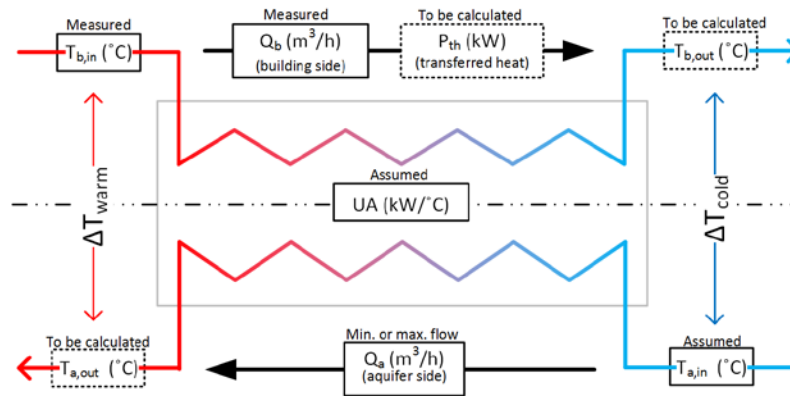 Measured
T_b,in (˚C)
Measured
Q_b (m³/h)
(building side)
To be calculated
P_th (kW)
(transferred heat)
To be calculated
T_b,out (˚C)
ΔT_warm
Assumed
UA (kW/˚C)
ΔT_cold
To be calculated
T_a,out (˚C)
Min. or max. flow
Q_a (m³/h)
(aquifer side)
Assumed
T_a,in (˚C)